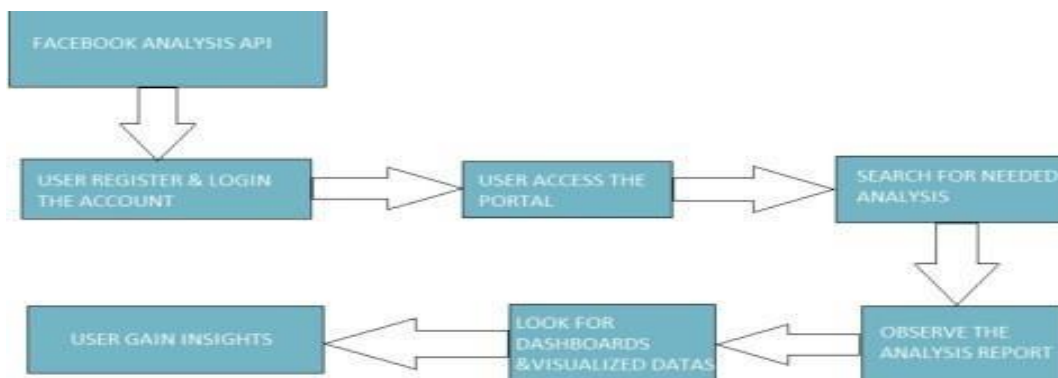 FACEBOOK ANALYSIS API
USER REGISTER & LOGIN
THE ACCOUNT
USER ACCESS THE
PORTAL
SEARCH FOR NEEDED
ANALYSIS
OBSERVE THE
ANALYSIS REPORT
LOOK FOR
DASHBOARDS
&VISUALIZED DATAS
USER GAIN INSIGHTS